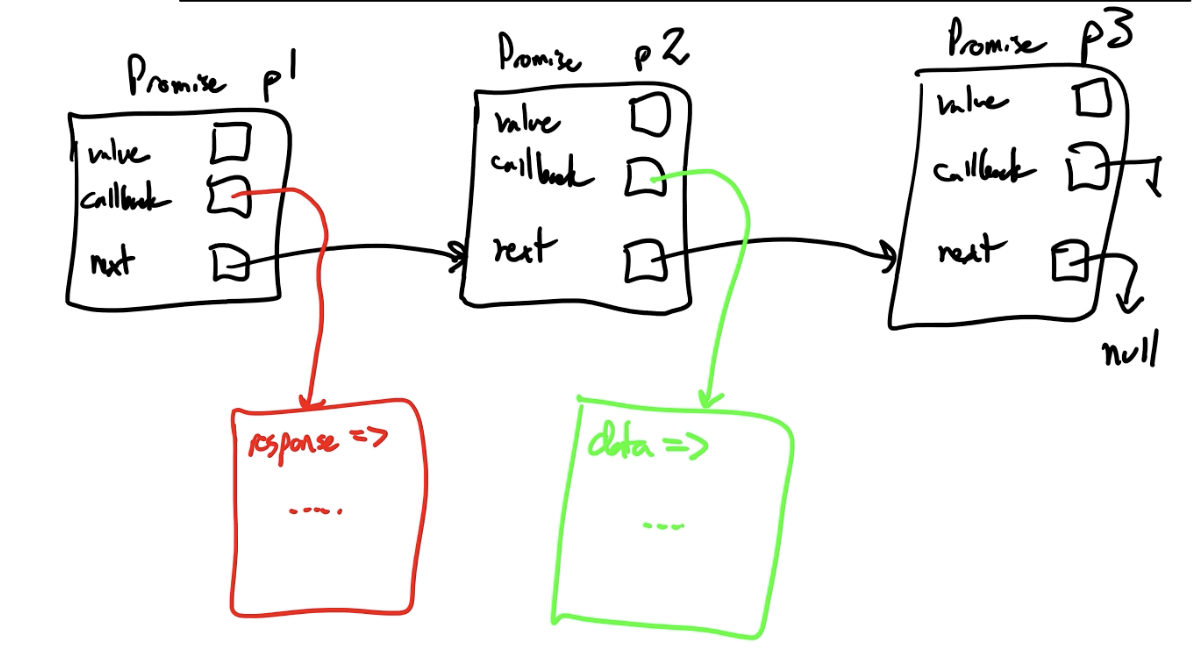 Promise p1
value
callback
next
Promise p2
value
callback
next
Promise p3
value
callback
next
null
response =>
.....
data =>
---